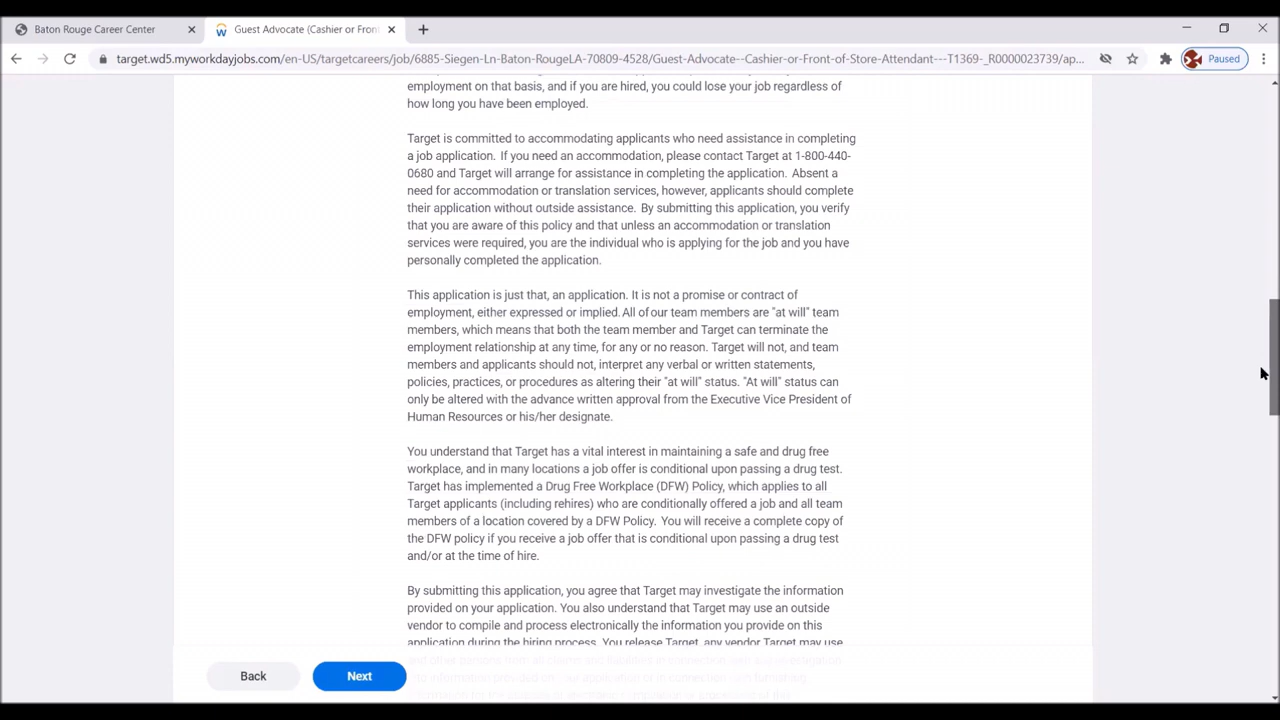 Baton Rouge Career Center
Guest Advocate (Cashier or Front
target.wd5.myworkdayjobs.com/en-US/targetcareers/job/6885-Siegen-Ln-Baton-RougeLA-70809-4528/Guest-Advocate--Cashier-or-Front-of-Store-Attendant---T1369-_R0000023739/ap...
Paused
employment on that basis, and if you are hired, you could lose your job regardless of
how long you have been employed.
Target is committed to accommodating applicants who need assistance in completing
a job application. If you need an accommodation, please contact Target at 1-800-440-
0680 and Target will arrange for assistance in completing the application. Absent a
need for accommodation or translation services, however, applicants should complete
their application without outside assistance. By submitting this application, you verify
that you are aware of this policy and that unless an accommodation or translation
services were required, you are the individual who is applying for the job and you have
personally completed the application.
This application is just that, an application. It is not a promise or contract of
employment, either expressed or implied. All of our team members are "at will" team
members, which means that both the team member and Target can terminate the
employment relationship at any time, for any or no reason. Target will not, and team
members and applicants should not, interpret any verbal or written statements,
policies, practices, or procedures as altering their "at will" status. "At will" status can
only be altered with the advance written approval from the Executive Vice President of
Human Resources or his/her designate.
You understand that Target has a vital interest in maintaining a safe and drug free
workplace, and in many locations a job offer is conditional upon passing a drug test.
Target has implemented a Drug Free Workplace (DFW) Policy, which applies to all
Target applicants (including rehires) who are conditionally offered a job and all team
members of a location covered by a DFW Policy. You will receive a complete copy of
the DFW policy if you receive a job offer that is conditional upon passing a drug test
and/or at the time of hire.
By submitting this application, you agree that Target may investigate the information
provided on your application. You also understand that Target may use an outside
vendor to compile and process electronically the information you provide on this
application during the hiring process. You release Target, any vendor Target may use
Back
Next